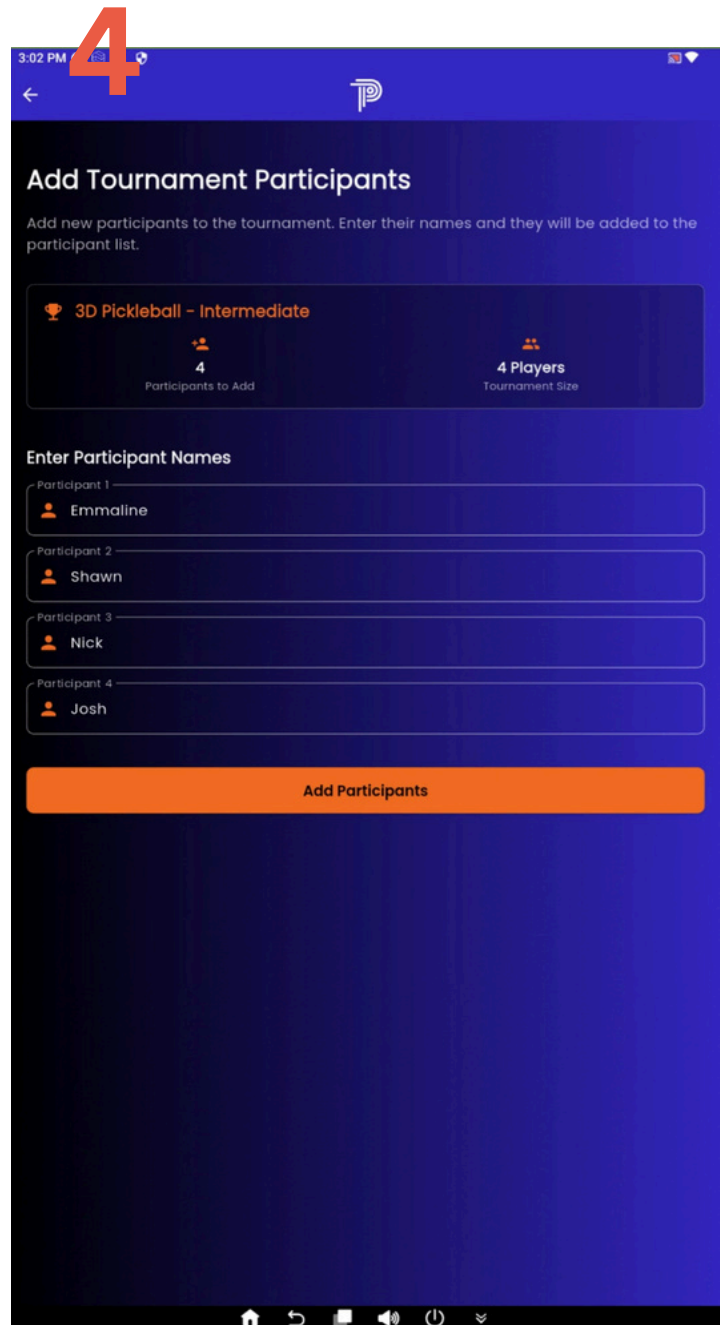 4
3:02 PM
Add Tournament Participants
Add new participants to the tournament. Enter their names and they will be added to the
participant list.
3D Pickleball - Intermediate
4
Participants to Add
4 Players
Tournament Size
Enter Participant Names
Participant 1
Emmaline
Participant 2
Shawn
Participant 3
Nick
Participant 4
Josh
Add Participants